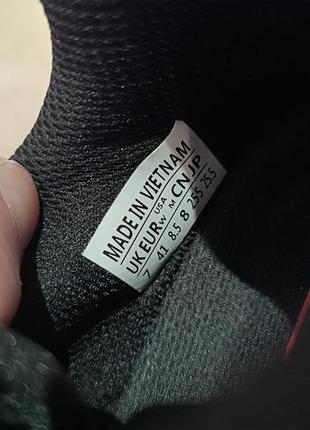 MADE IN VIETNAM
UK EUR USA W M CN JP
7 41 8.5 8 255 25.5